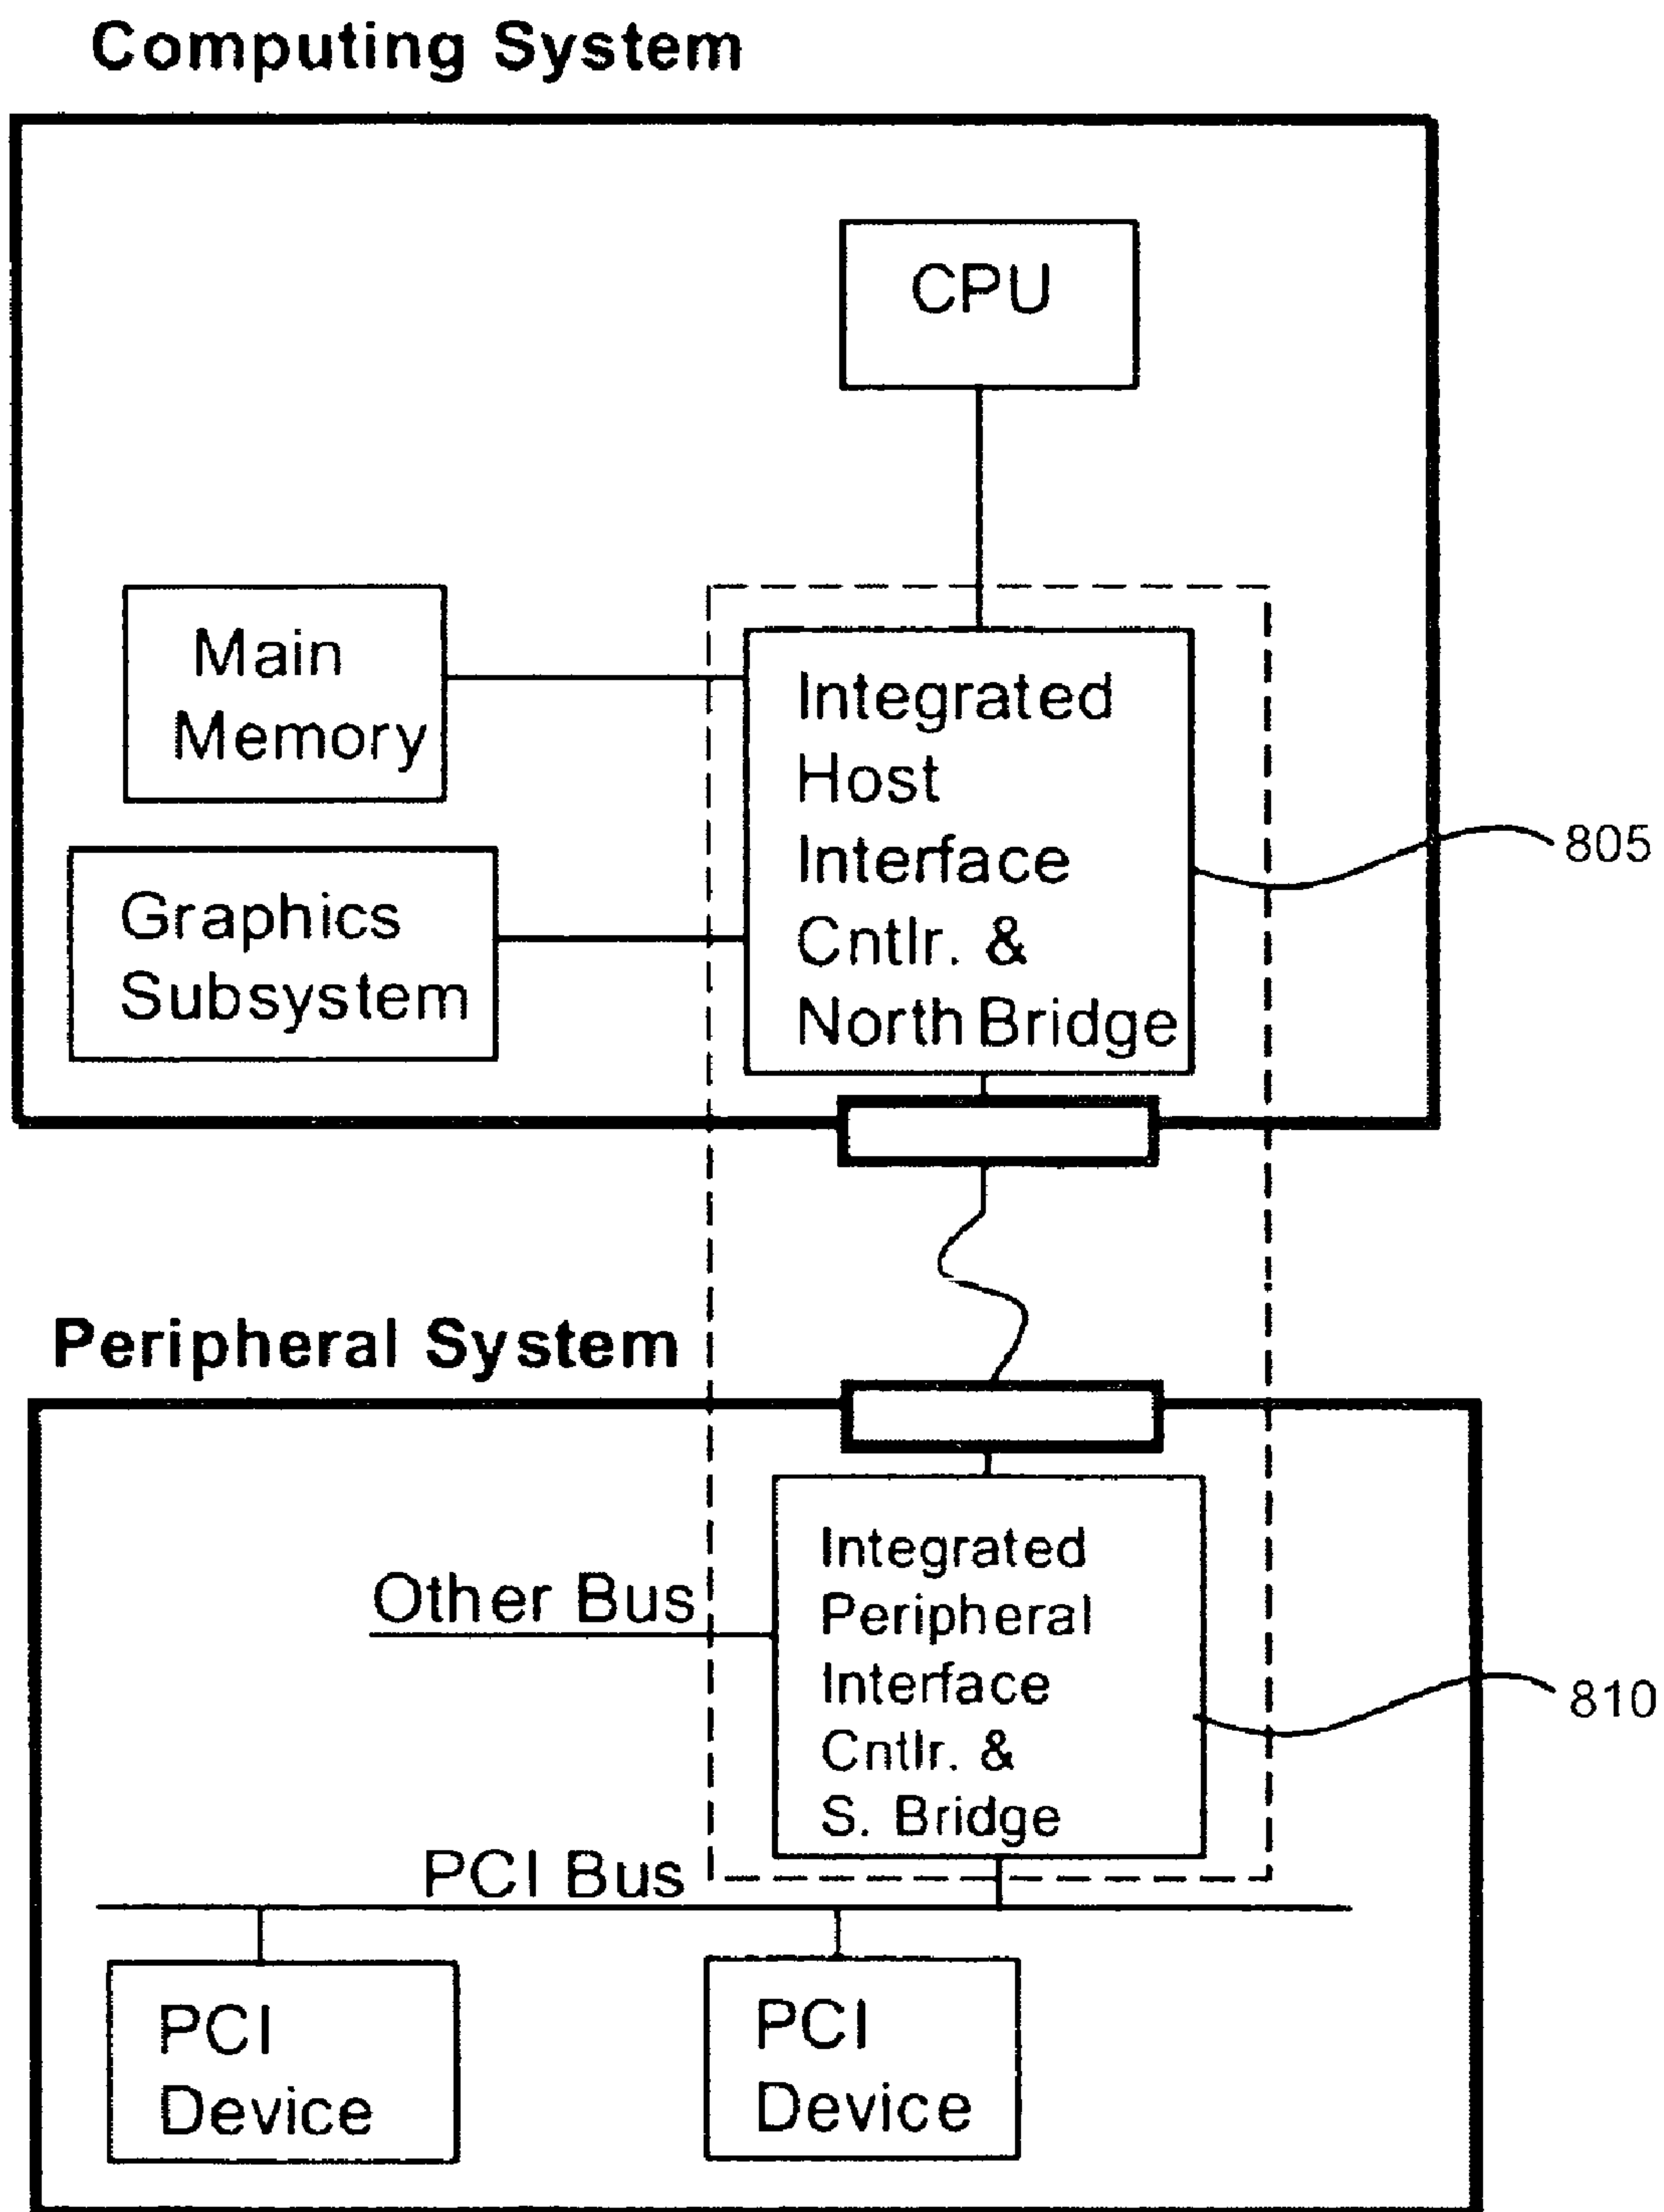 Computing System
CPU
Main
Memory
Integrated
Host
Interface
Cntlr. &
North Bridge
805
Graphics
Subsystem
Peripheral System
Integrated
Peripheral
Interface
Cntlr. &
S. Bridge
Other Bus
810
PCI Bus
PCI
Device
PCI
Device